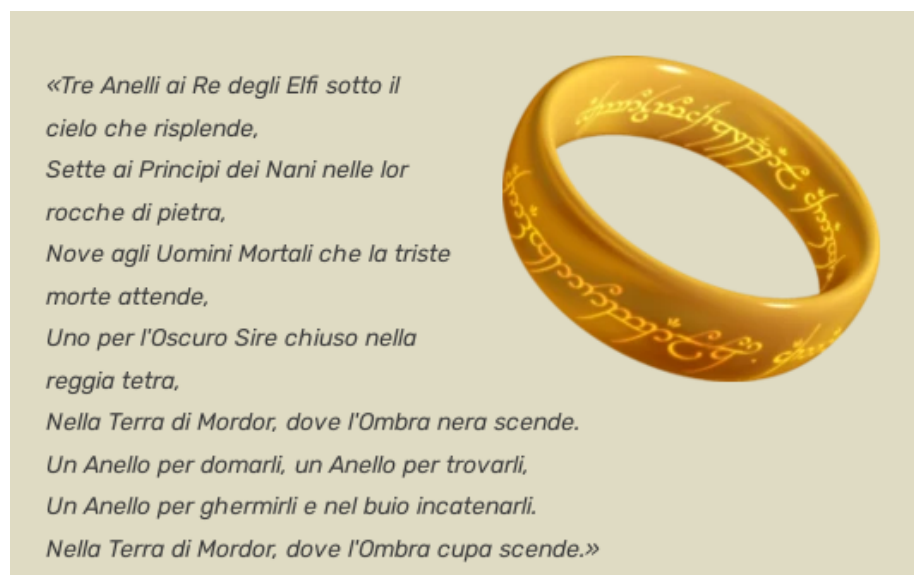 «Tre Anelli ai Re degli Elfi sotto il
cielo che risplende,
Sette ai Principi dei Nani nelle lor
rocche di pietra,
Nove agli Uomini Mortali che la triste
morte attende,
Uno per l'Oscuro Sire chiuso nella
reggia tetra,
Nella Terra di Mordor, dove l'Ombra nera scende.
Un Anello per domarli, un Anello per trovarli,
Un Anello per ghermirli e nel buio incatenarli.
Nella Terra di Mordor, dove l'Ombra cupa scende.»